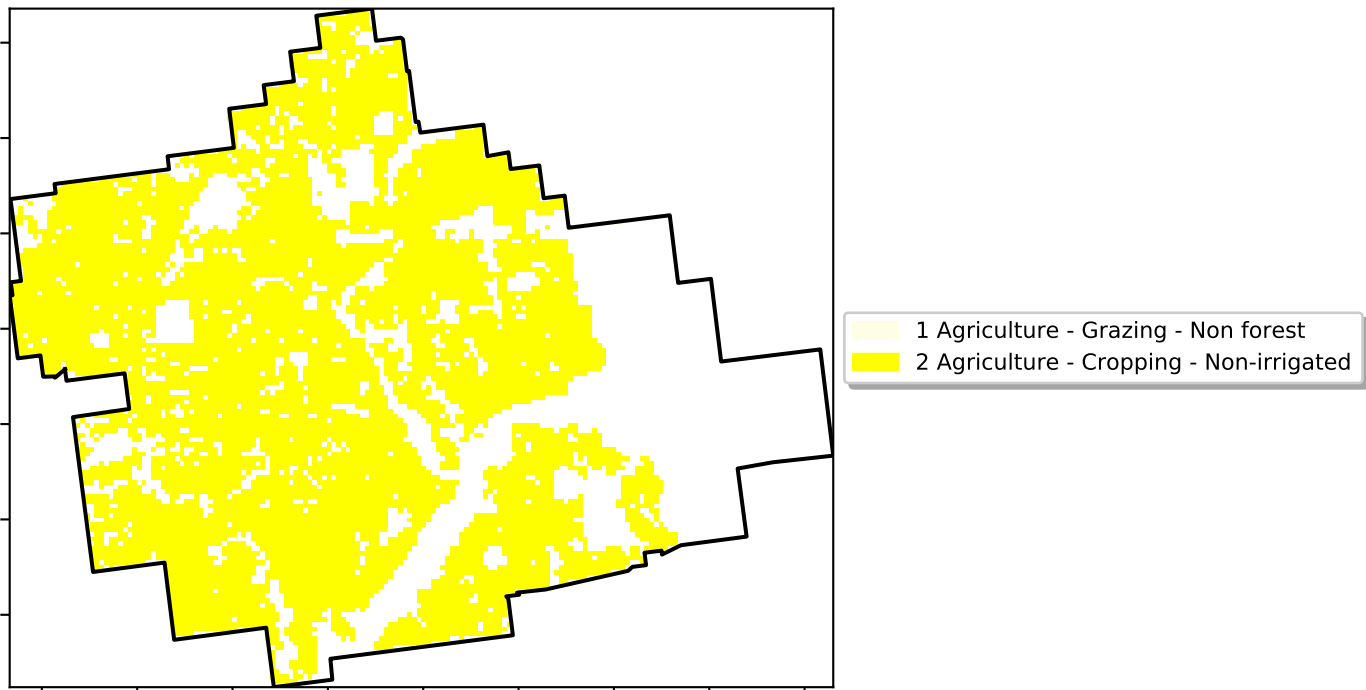 1 Agriculture - Grazing - Non forest
2 Agriculture - Cropping - Non-irrigated